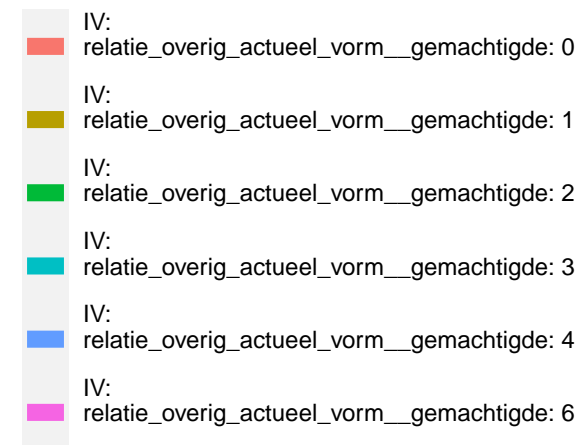 IV:
relatie_overig_actueel_vorm__gemachtigde: 0
IV:
relatie_overig_actueel_vorm__gemachtigde: 1
IV:
relatie_overig_actueel_vorm__gemachtigde: 2
IV:
relatie_overig_actueel_vorm__gemachtigde: 3
IV:
relatie_overig_actueel_vorm__gemachtigde: 4
IV:
relatie_overig_actueel_vorm__gemachtigde: 6